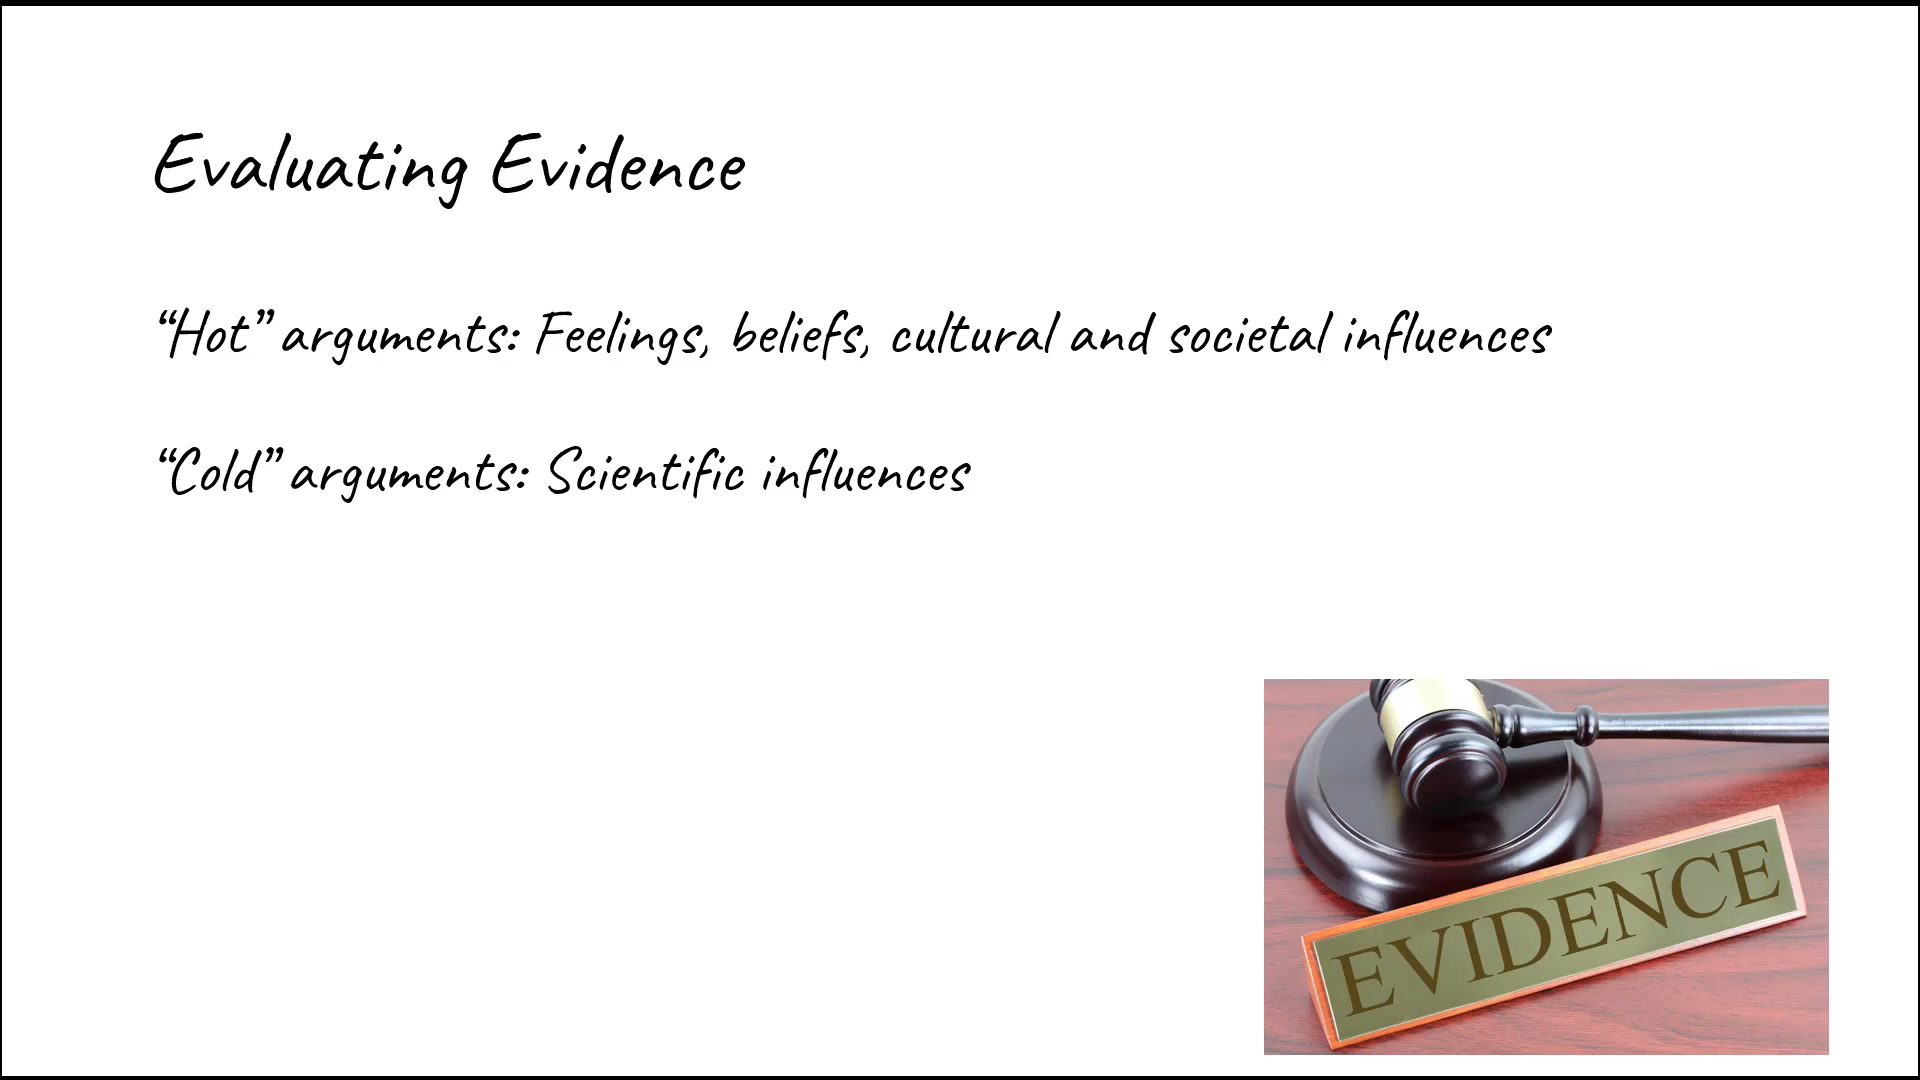 Evaluating Evidence
“Hot” arguments: Feelings, beliefs, cultural and societal influences
“Cold” arguments: Scientific influences
EVIDENCE